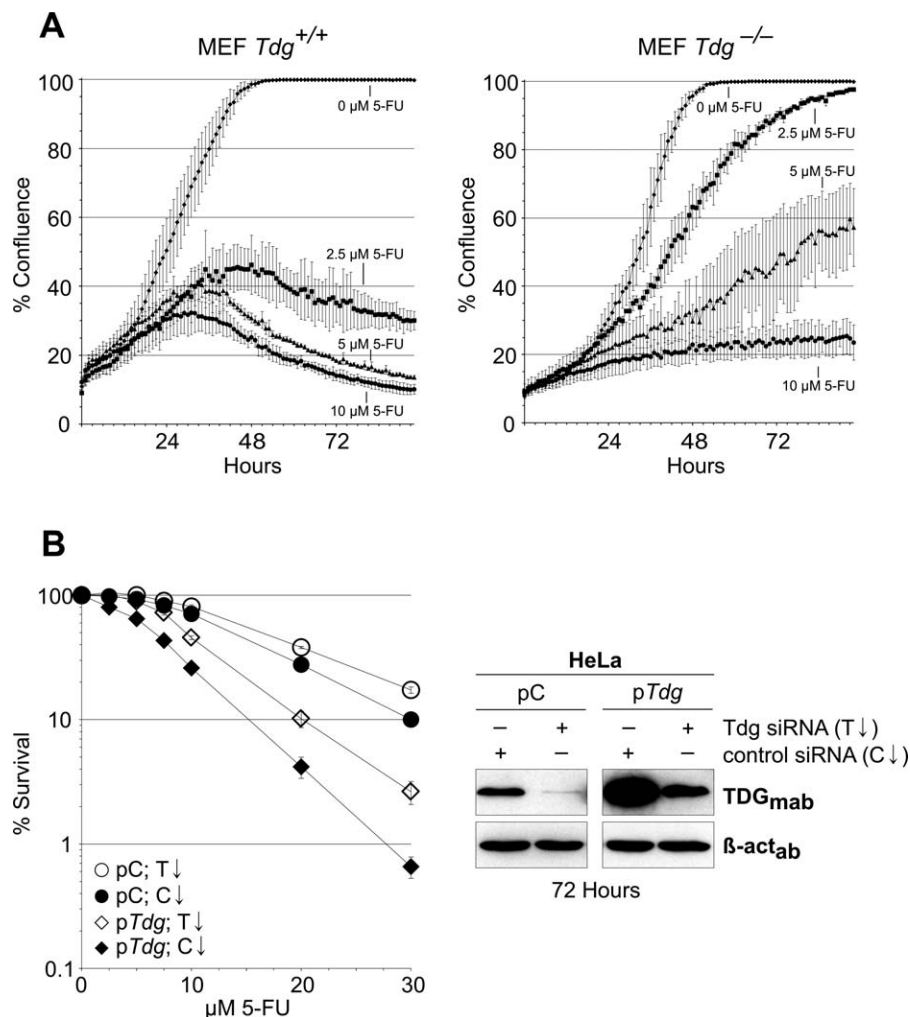 A
MEF Tdg+/+
MEF Tdg –/–
% Confluence
100
80
60
40
20
0
24
48
72
Hours
0 µM 5-FU
2.5 µM 5-FU
5 µM 5-FU
10 µM 5-FU
% Confluence
100
80
60
40
20
0
24
48
72
Hours
0 µM 5-FU
2.5 µM 5-FU
5 µM 5-FU
10 µM 5-FU
B
% Survival
100
10
1
0.1
0
10
20
30
µM 5-FU
pC; T↓
pC; C↓
pTdg; T↓
pTdg; C↓
HeLa
pC pTdg
– + – + Tdg siRNA (T↓)
+ – + – control siRNA (C↓)
TDGmab
ß-actab
72 Hours